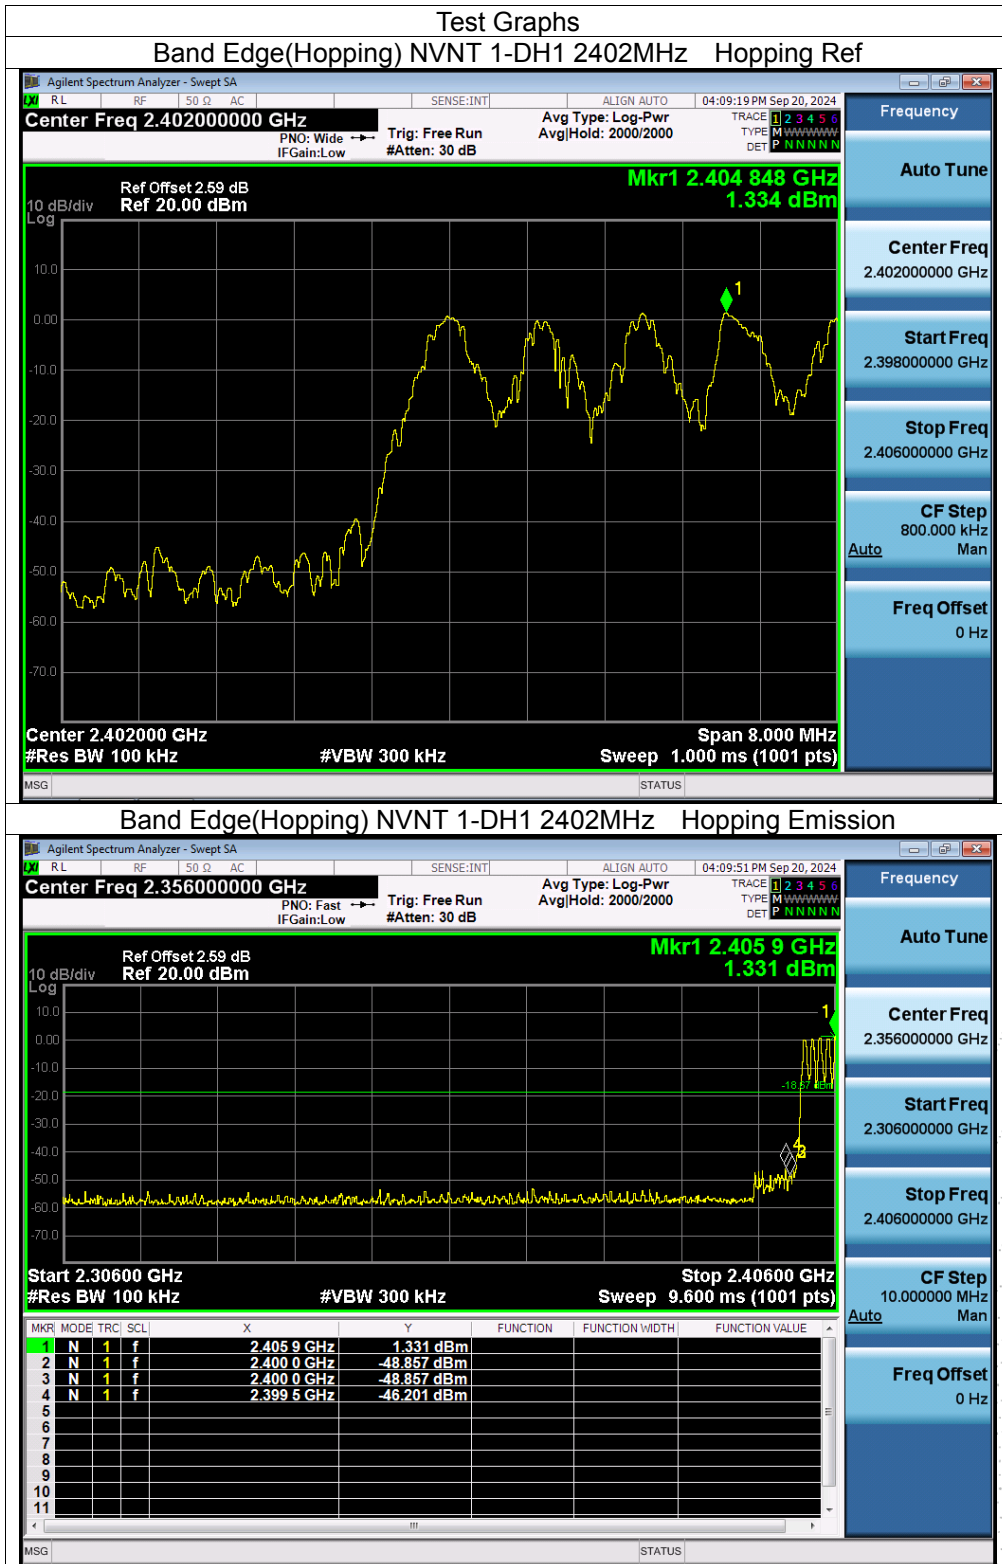 Test Graphs
Band Edge(Hopping) NVNT 1-DH1 2402MHz Hopping Ref
Agilent Spectrum Analyzer - Swept SA
LXI RL RF 50 Ω AC SENSE:INT ALIGN AUTO 04:09:19 PM Sep 20, 2024
Center Freq 2.402000000 GHz
PNO: Wide
IFGain:Low
Trig: Free Run
#Atten: 30 dB
Avg Type: Log-Pwr
Avg|Hold: 2000/2000
TRACE 1 2 3 4 5 6
TYPE M WWWWW
DET P N N N N N
Frequency
Auto Tune
Center Freq
2.402000000 GHz
Start Freq
2.398000000 GHz
Stop Freq
2.406000000 GHz
CF Step
800.000 kHz
Auto Man
Freq Offset
0 Hz
Mkr1 2.404 848 GHz
1.334 dBm
Ref Offset 2.59 dB
10 dB/div Ref 20.00 dBm
Log
1
10.0
0.00
-10.0
-20.0
-30.0
-40.0
-50.0
-60.0
-70.0
Center 2.402000 GHz Span 8.000 MHz
#Res BW 100 kHz #VBW 300 kHz Sweep 1.000 ms (1001 pts)
MSG STATUS
Band Edge(Hopping) NVNT 1-DH1 2402MHz Hopping Emission
Agilent Spectrum Analyzer - Swept SA
LXI RL RF 50 Ω AC SENSE:INT ALIGN AUTO 04:09:51 PM Sep 20, 2024
Center Freq 2.356000000 GHz
PNO: Fast
IFGain:Low
Trig: Free Run
#Atten: 30 dB
Avg Type: Log-Pwr
Avg|Hold: 2000/2000
TRACE 1 2 3 4 5 6
TYPE M WWWWW
DET P N N N N N
Frequency
Auto Tune
Center Freq
2.356000000 GHz
Start Freq
2.306000000 GHz
Stop Freq
2.406000000 GHz
CF Step
10.000000 MHz
Auto Man
Freq Offset
0 Hz
Mkr1 2.405 9 GHz
1.331 dBm
Ref Offset 2.59 dB
10 dB/div Ref 20.00 dBm
Log
1
10.0
0.00
-10.0
-18.67 dBm
-20.0
-30.0
-40.0
4
-50.0
-60.0
-70.0
Start 2.30600 GHz Stop 2.40600 GHz
#Res BW 100 kHz #VBW 300 kHz Sweep 9.600 ms (1001 pts)
MKR MODE TRC SCL X Y FUNCTION FUNCTION WIDTH FUNCTION VALUE
1 N 1 f 2.405 9 GHz 1.331 dBm
2 N 1 f 2.400 0 GHz -48.857 dBm
3 N 1 f 2.400 0 GHz -48.857 dBm
4 N 1 f 2.399 5 GHz -46.201 dBm
5
6
7
8
9
10
11
MSG STATUS